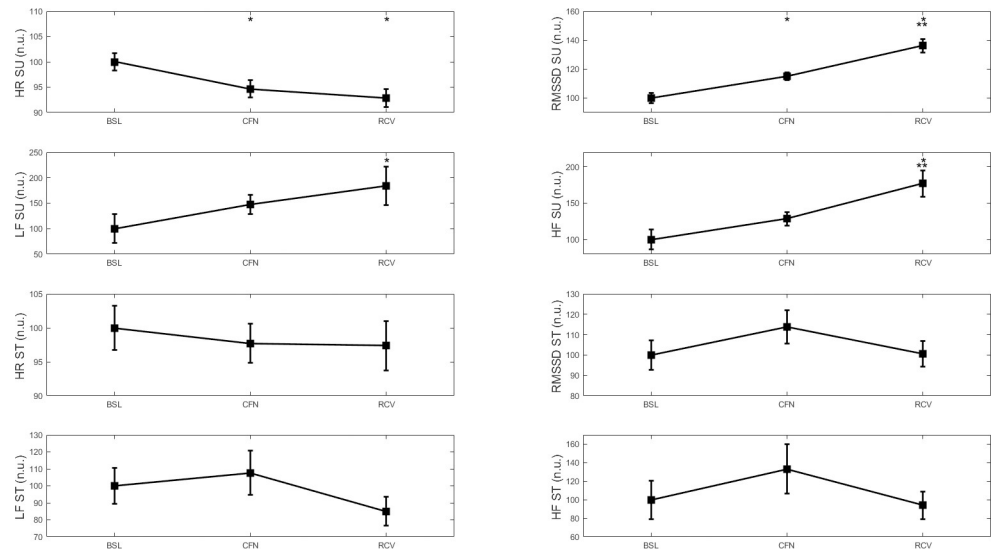 110
105
100
95
90
HR SU (n.u.)
*
*
BSL
CFN
RCV
160
140
120
100
RMSSD SU (n.u.)
*
*
**
BSL
CFN
RCV
250
200
150
100
50
LF SU (n.u.)
*
BSL
CFN
RCV
200
150
100
HF SU (n.u.)
*
**
BSL
CFN
RCV
105
100
95
90
HR ST (n.u.)
BSL
CFN
RCV
130
120
110
100
90
80
RMSSD ST (n.u.)
BSL
CFN
RCV
130
120
110
100
90
80
70
LF ST (n.u.)
BSL
CFN
RCV
160
140
120
100
80
60
HF ST (n.u.)
BSL
CFN
RCV